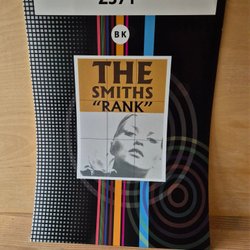 BK
THE
SMITHS
"RANK"